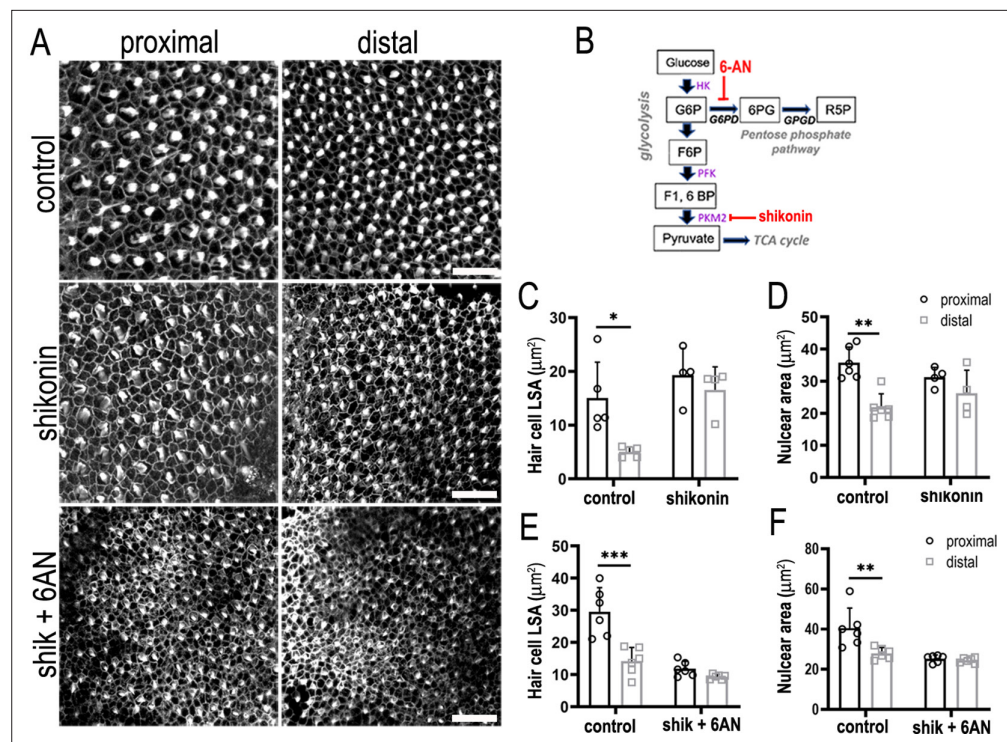 A
proximal
distal
control
shikonin
shik + 6AN
B
Glucose
6-AN
HK
G6P
G6PD
6PG
GPGD
R5P
glycolysis
Pentose phosphate
pathway
F6P
PFK
F1, 6 BP
PKM2
shikonin
Pyruvate
TCA cycle
C
Hair cell LSA (μm²)
30
20
10
0
*
control
shikonin
D
proximal
distal
Nulcear area (μm²)
50
40
30
20
10
0
**
control
shikonin
E
Hair cell LSA (μm²)
50
40
30
20
10
0
***
control
shik + 6AN
F
proximal
distal
Nulcear area (μm²)
60
40
20
0
**
control
shik + 6AN